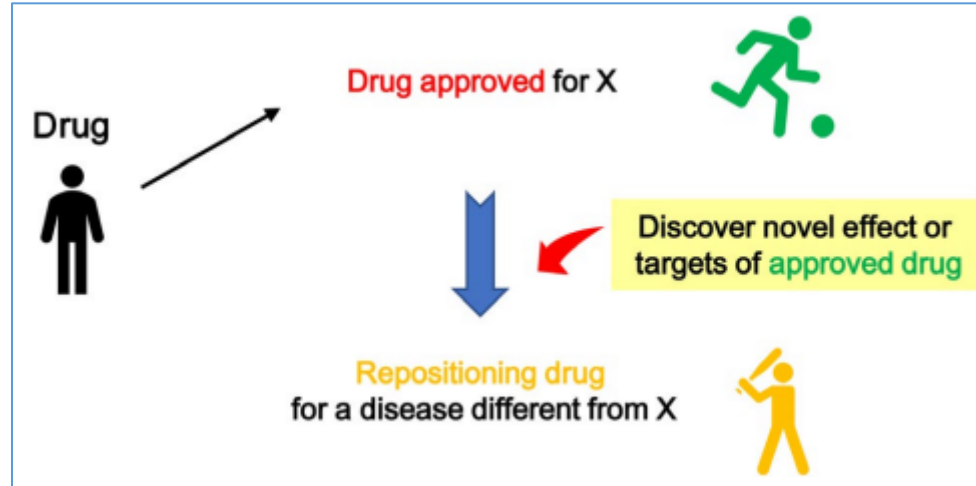 Drug approved for X
Drug
Discover novel effect or
targets of approved drug
Repositioning drug
for a disease different from X